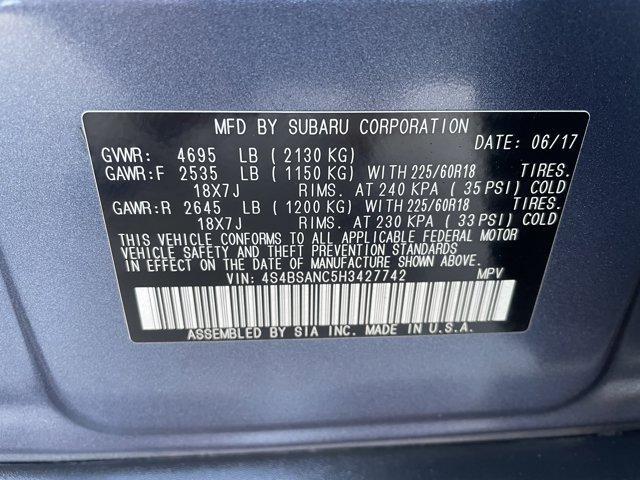 MFD BY SUBARU CORPORATION
DATE: 06/17
GVWR: 4695 LB (2130 KG)
GAWR:F 2535 LB (1150 KG) WITH 225/60R18 TIRES.
18X7J RIMS. AT 240 KPA (35PSI) COLD
GAWR:R 2645 LB (1200 KG) WITH 225/60R18 TIRES.
18X7J RIMS. AT 230 KPA (33 PSI) COLD
THIS VEHICLE CONFORMS TO ALL APPLICABLE FEDERAL MOTOR
VEHICLE SAFETY AND THEFT PREVENTION STANDARDS
IN EFFECT ON THE DATE OF MANUFACTURE SHOWN ABOVE.
VIN: 4S4BSANC5H3427742 MPV
ASSEMBLED BY SIA INC. MADE IN U.S.A.